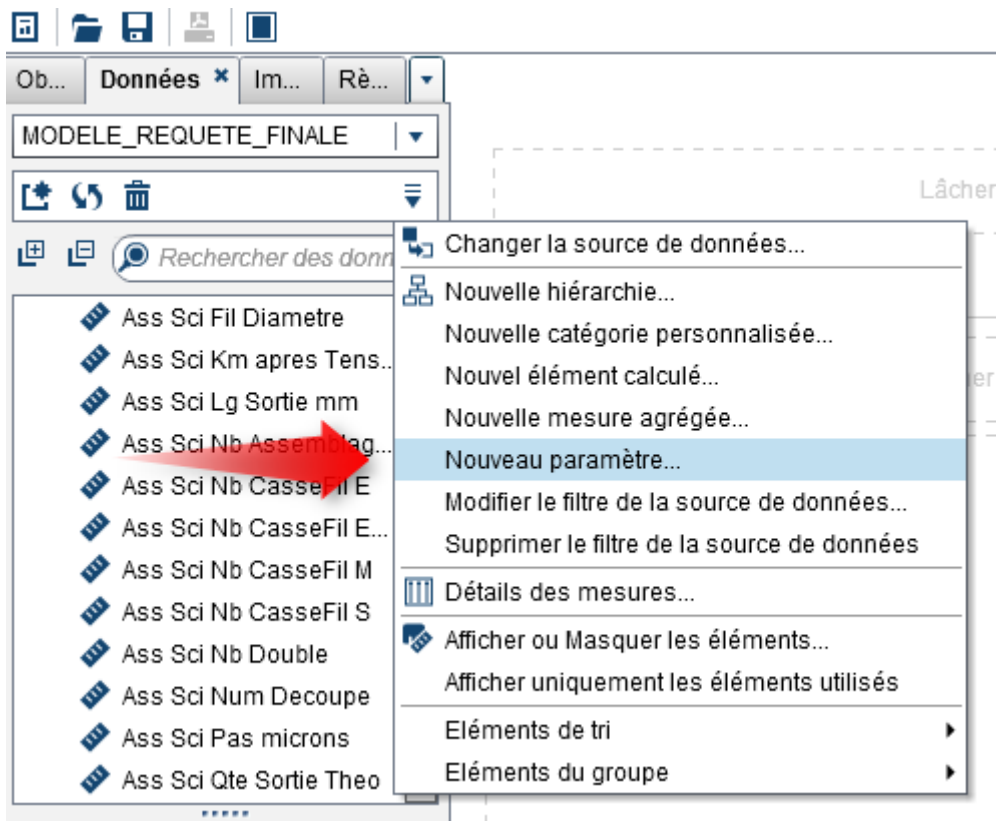 Ob...
Données
Im...
Rè...
MODELE_REQUETE_FINALE
Lâcher
Rechercher des donn
er
Ass Sci Fil Diametre
Ass Sci Km apres Tens...
Ass Sci Lg Sortie mm
Ass Sci Nb Assemblag...
Ass Sci Nb CasseFil E
Ass Sci Nb CasseFil E...
Ass Sci Nb CasseFil M
Ass Sci Nb CasseFil S
Ass Sci Nb Double
Ass Sci Num Decoupe
Ass Sci Pas microns
Ass Sci Qte Sortie Theo
Changer la source de données...
Nouvelle hiérarchie...
Nouvelle catégorie personnalisée...
Nouvel élément calculé...
Nouvelle mesure agrégée...
Nouveau paramètre...
Modifier le filtre de la source de données...
Supprimer le filtre de la source de données
Détails des mesures...
Afficher ou Masquer les éléments...
Afficher uniquement les éléments utilisés
Eléments de tri
Eléments du groupe